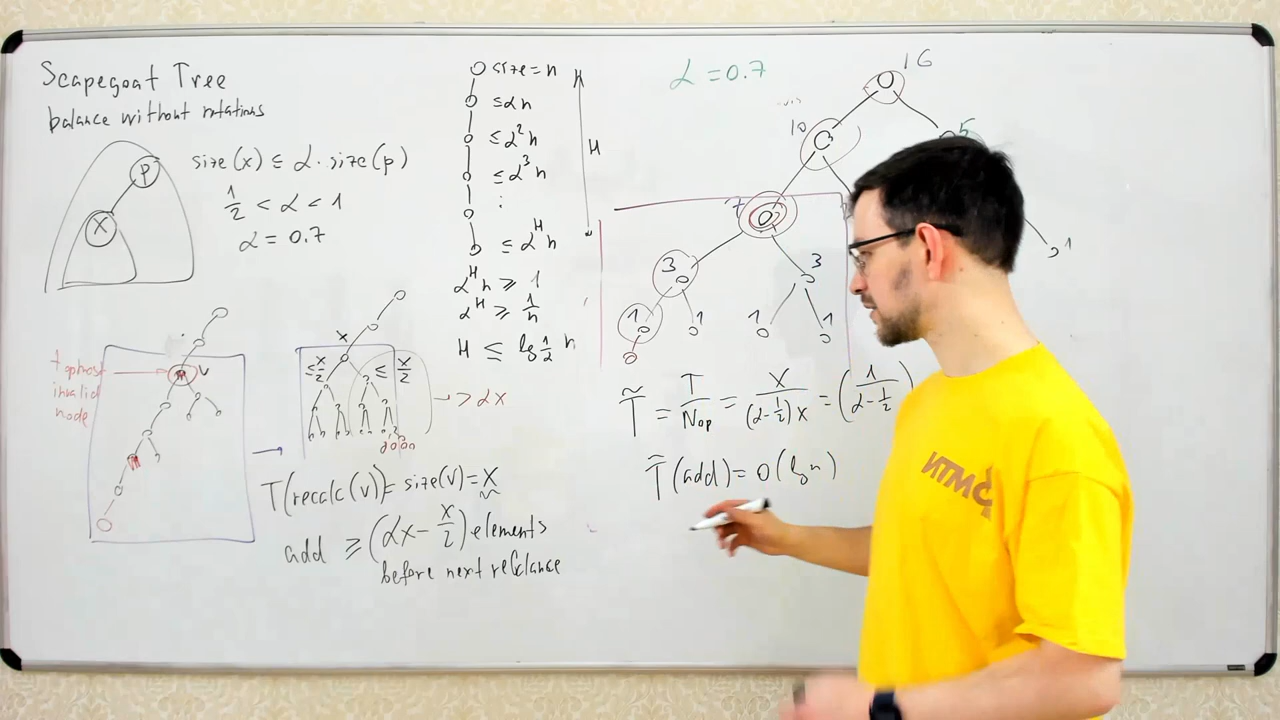 Scapegoat Tree
balance without rotations
size(x) ≤ α · size(p)
1/2 < α < 1
α = 0.7
p
x
size = n
≤ αn
≤ α²n
≤ α³n
:
≤ α^H n
H
α^H n ≥ 1
α^H ≥ 1/n
H ≤ log 1/2 n
topmost
invalid
node
v
x
≤ x/2
≤ x/2
→ > αx
T(recalc(v)) = size(v) = x
add ≥ (αx - x/2) elements
before next rebalance
α = 0.7
16
10
5
7
3
3
1
1
1
1
1
T̃ = T/Nop = x/((α-1/2)x) = (1/(α-1/2))
T̃(add) = O(log n)
ИТМО